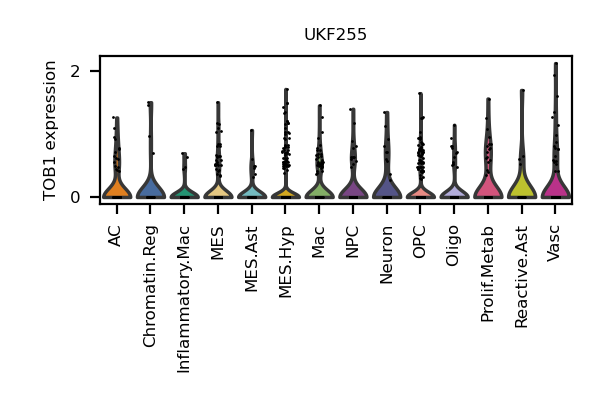 UKF255
TOB1 expression
2
0
AC
Chromatin.Reg
Inflammatory.Mac
MES
MES.Ast
MES.Hyp
Mac
NPC
Neuron
OPC
Oligo
Prolif.Metab
Reactive.Ast
Vasc